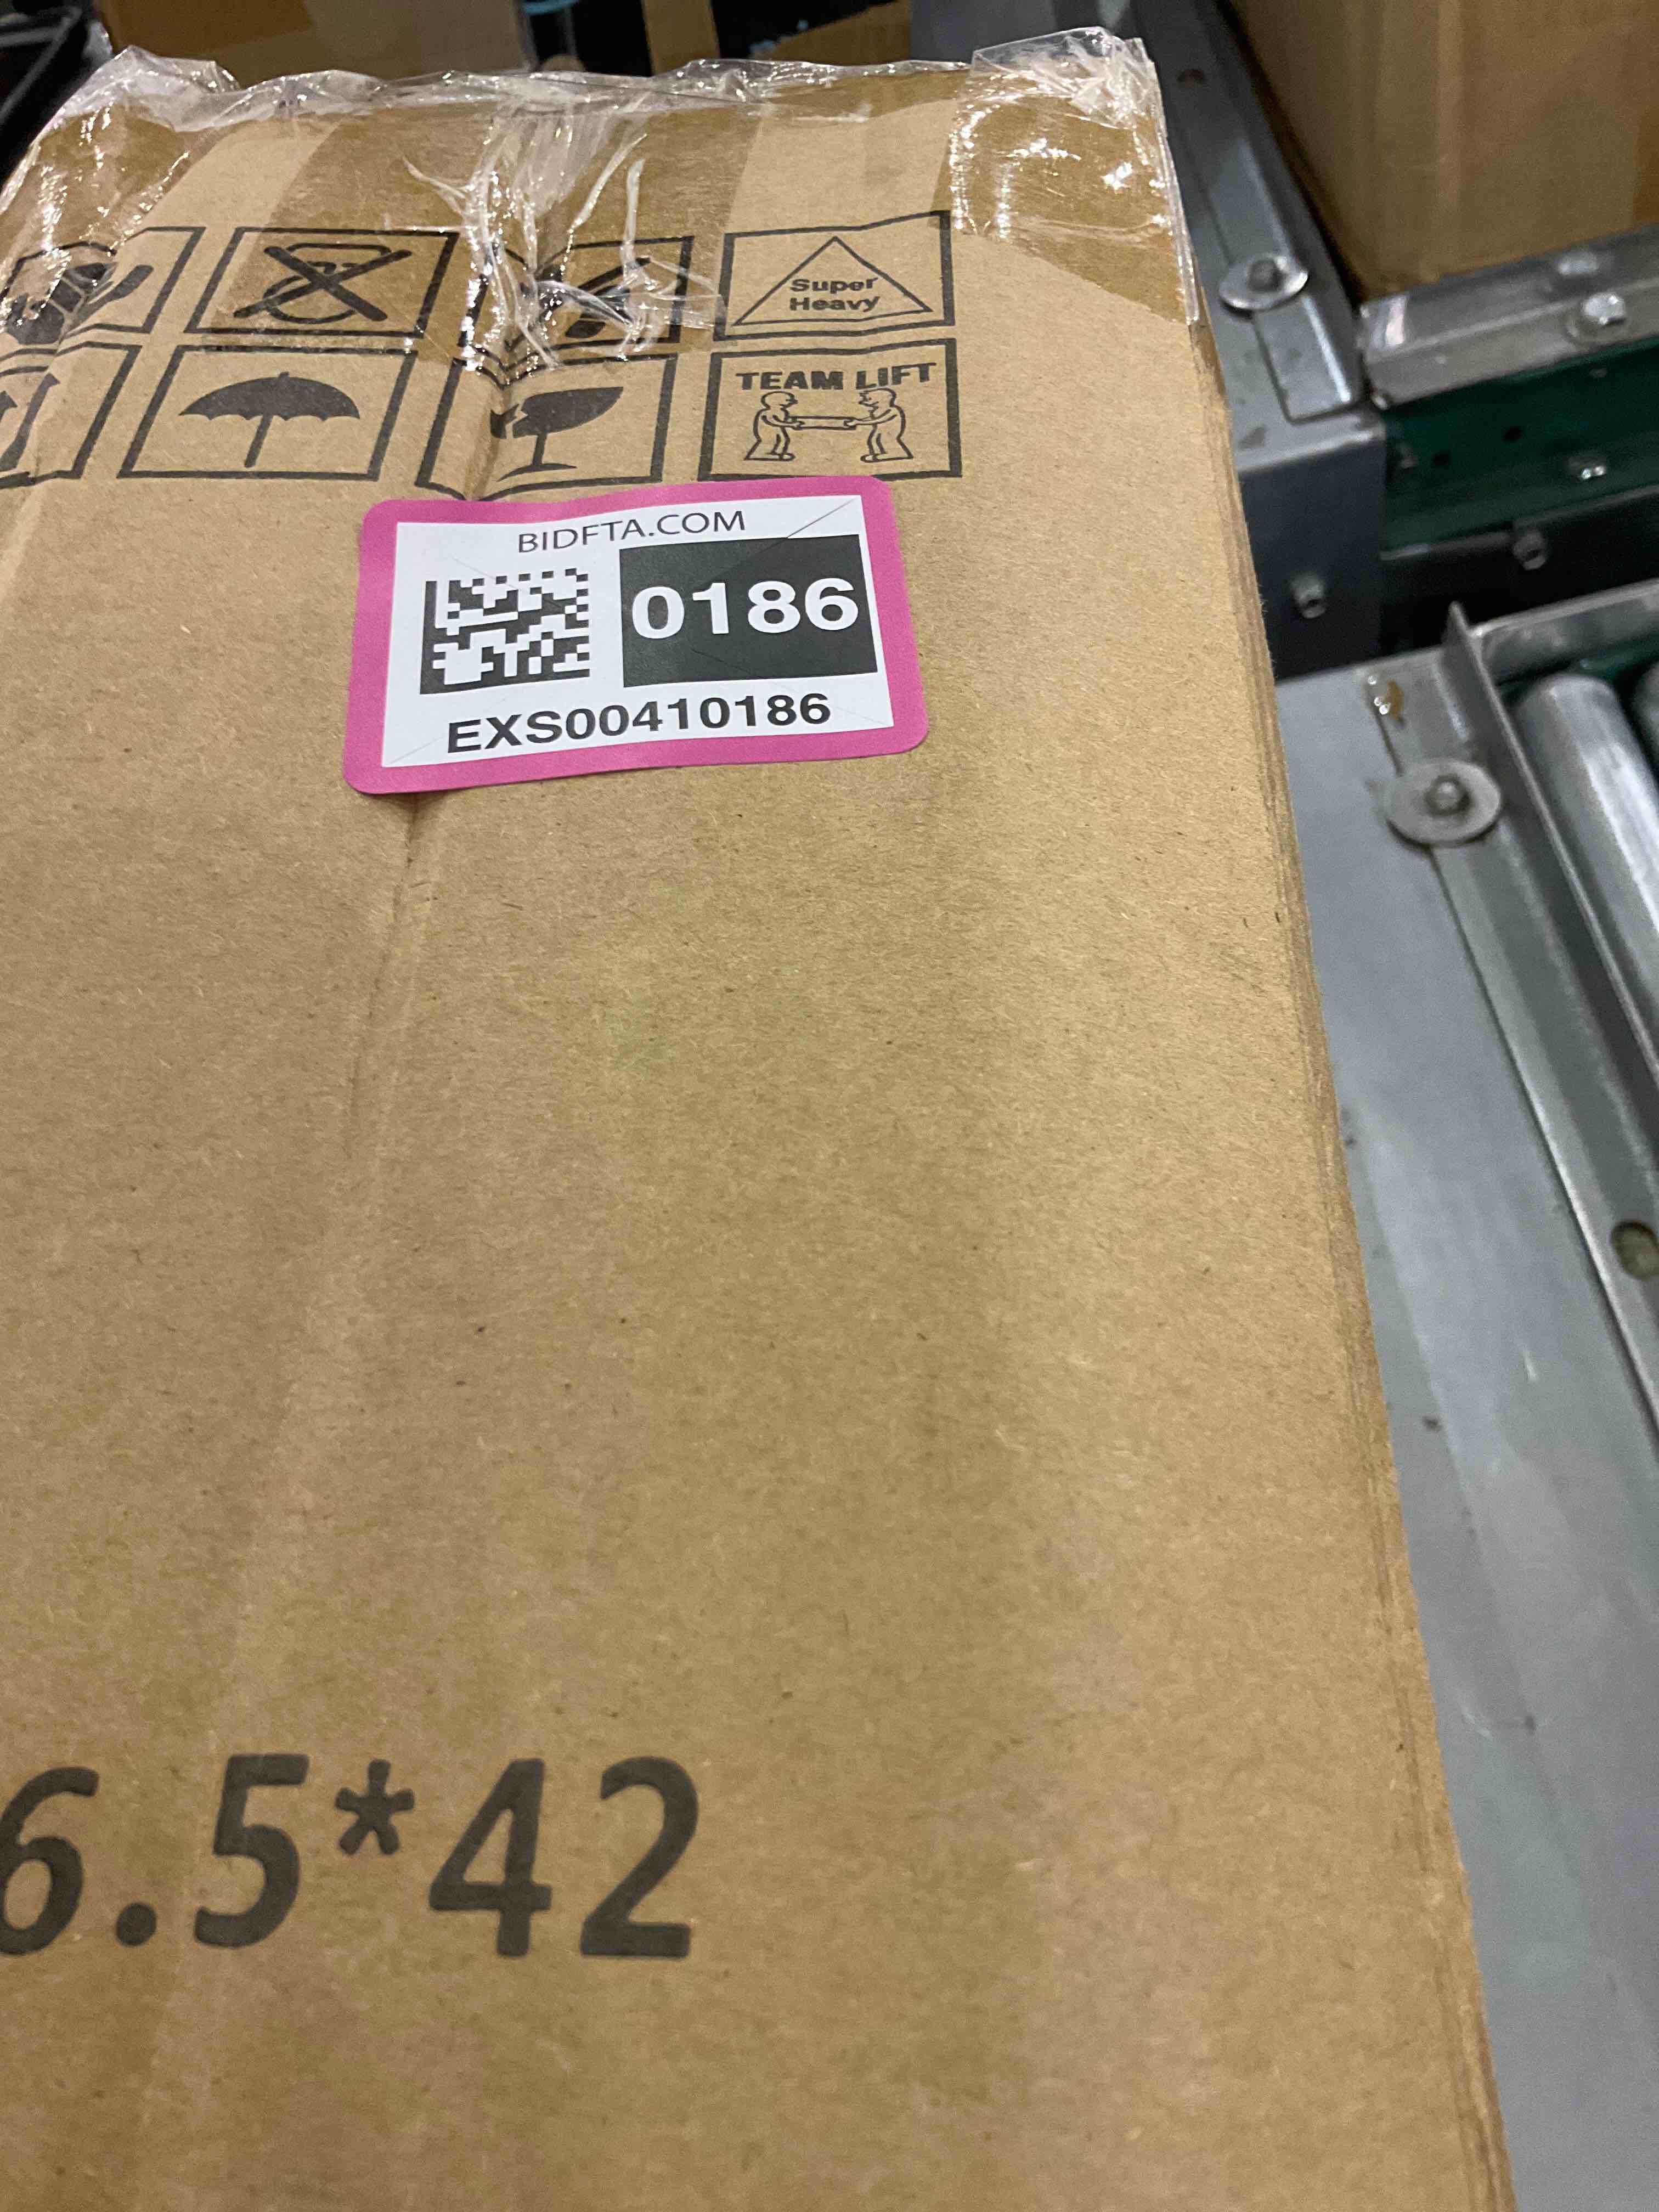 Super
Heavy
TEAM LIFT
BIDFTA.COM
0186
EXS00410186
6.5*42